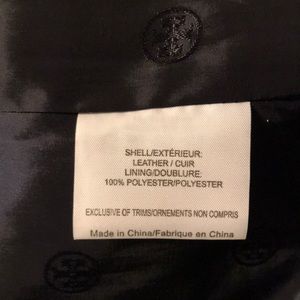 SHELL/EXTÉRIEUR:
LEATHER / CUIR
LINING/DOUBLURE:
100% POLYESTER/POLYESTER
EXCLUSIVE OF TRIMS/ORNEMENTS NON COMPRIS
Made in China/Fabrique en China